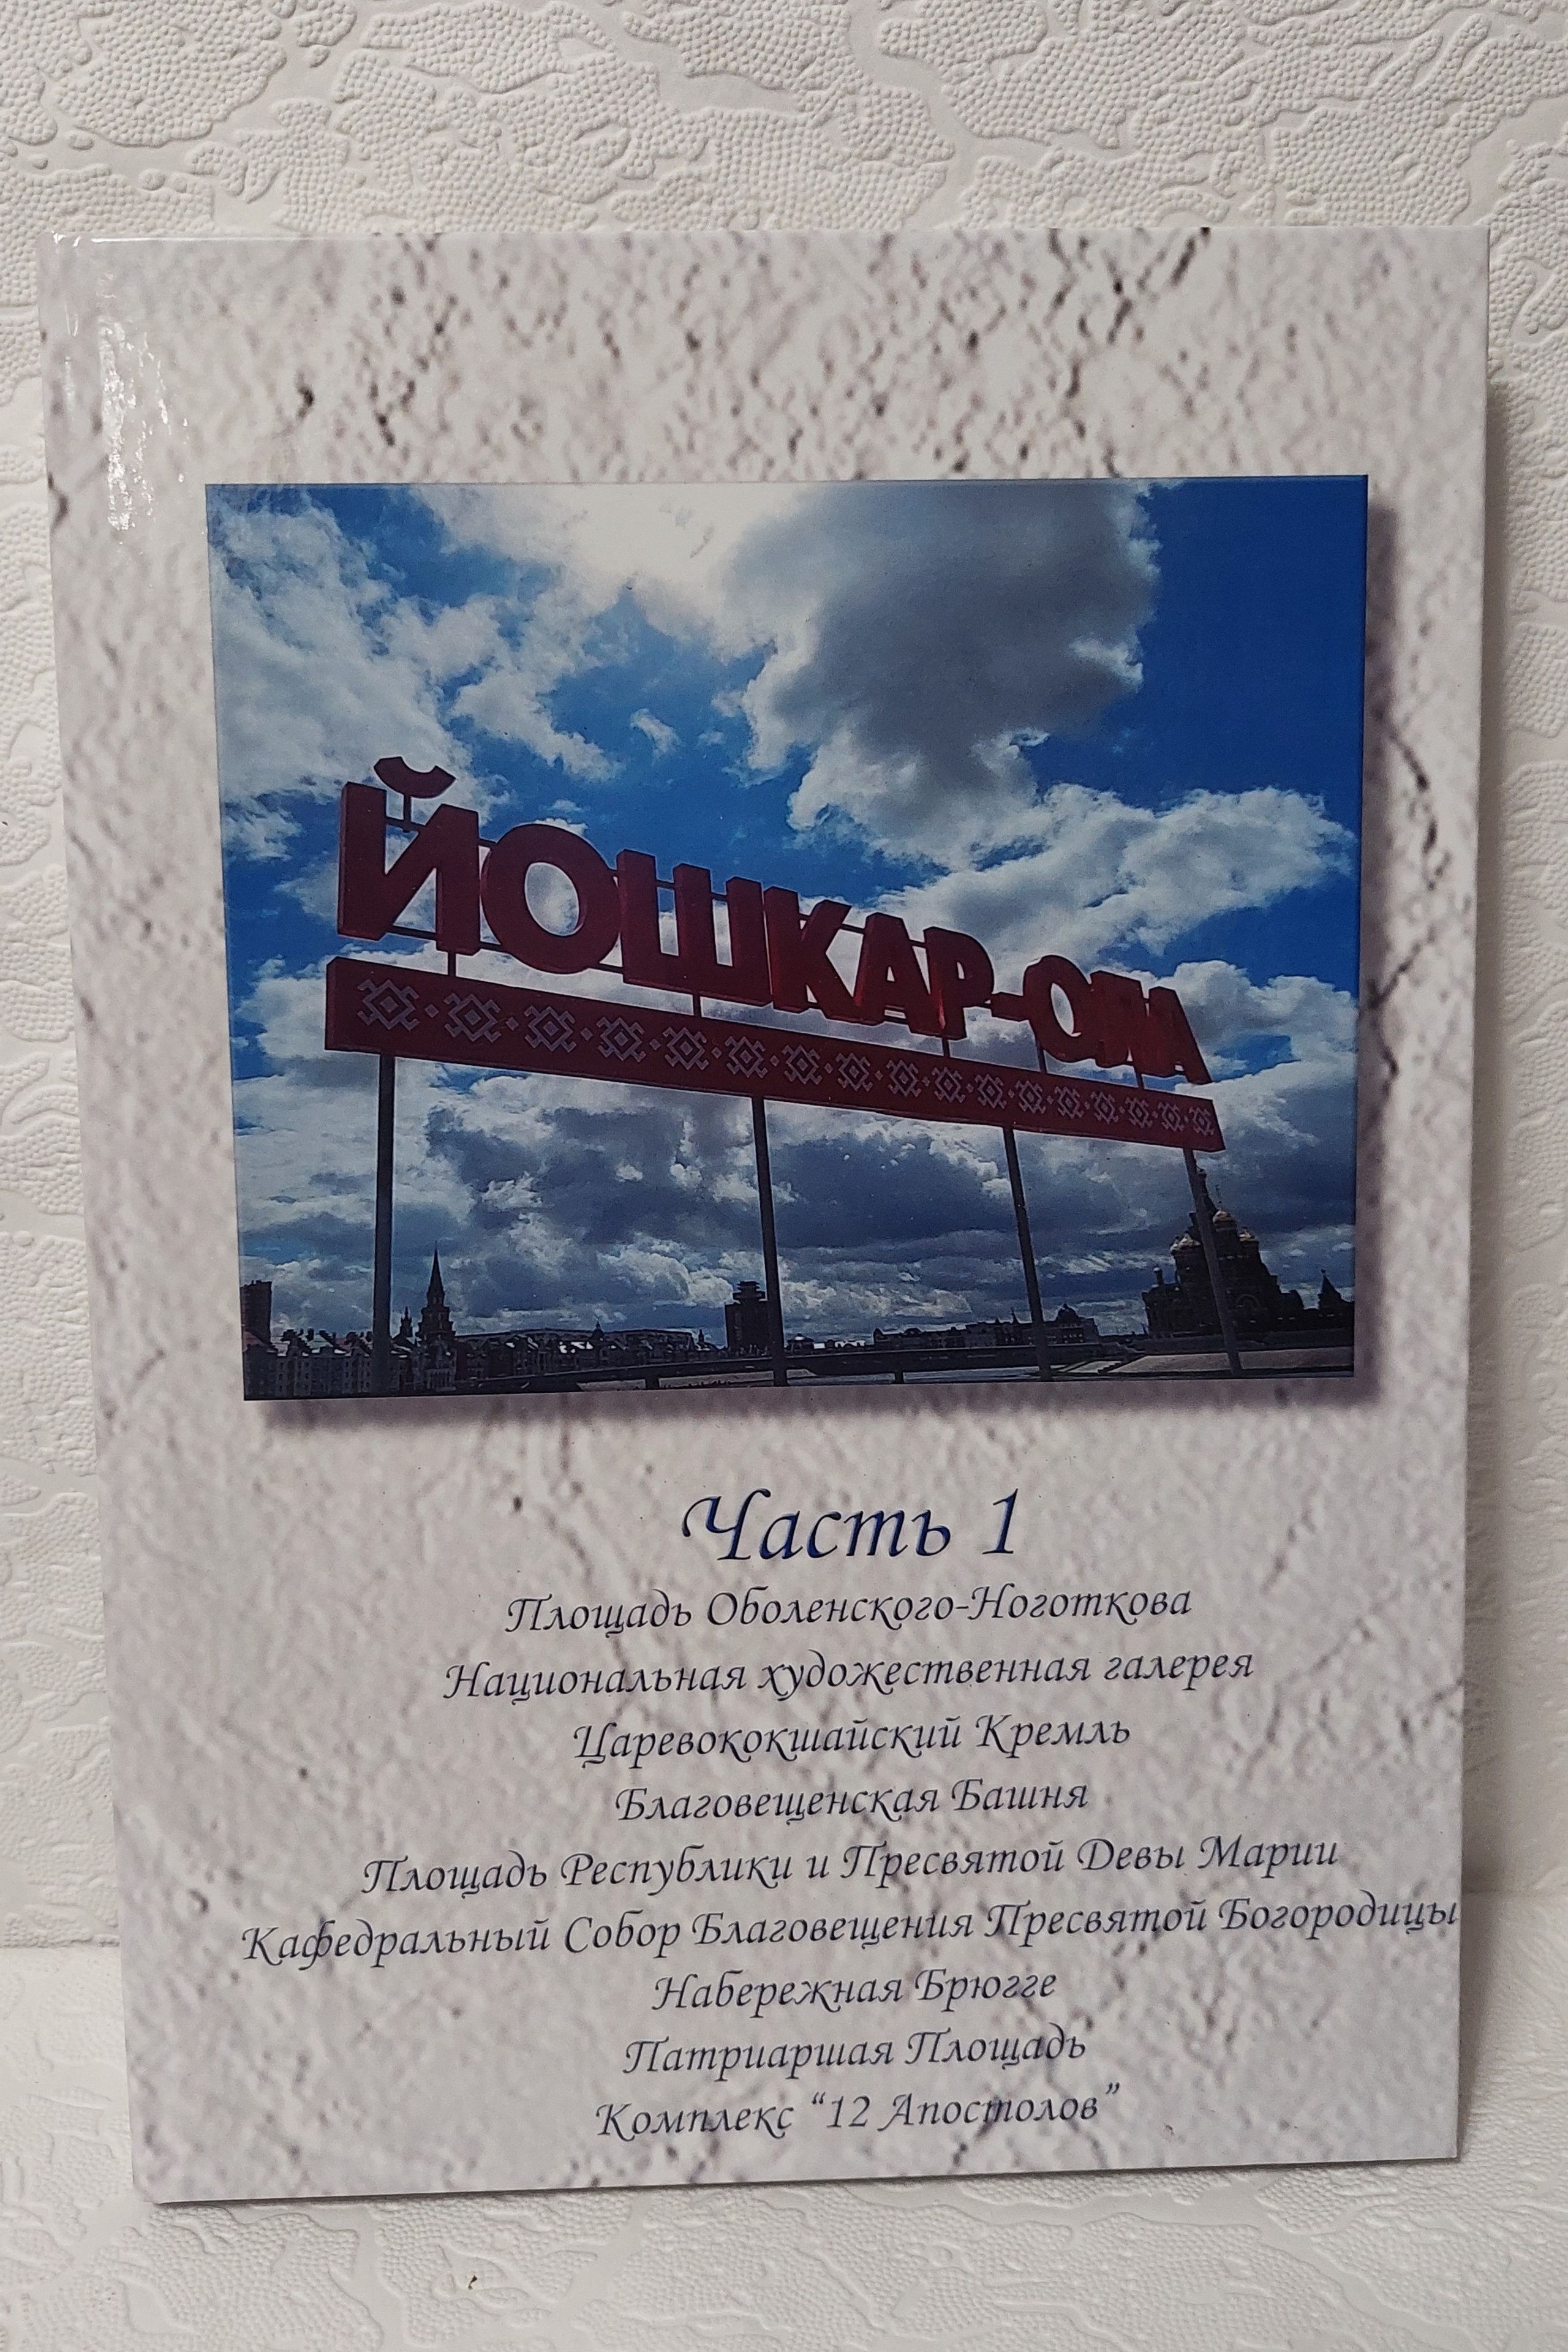 ЙОШКАР-ОЛА
Часть 1
Площадь Оболенского-Ноготкова
Национальная художественная галерея
Царевококшайский Кремль
Благовещенская Башня
Площадь Республики и Пресвятой Девы Марии
Кафедральный Собор Благовещения Пресвятой Богородицы
Набережная Брюгге
Патриаршая Площадь
Комплекс “12 Апостолов”